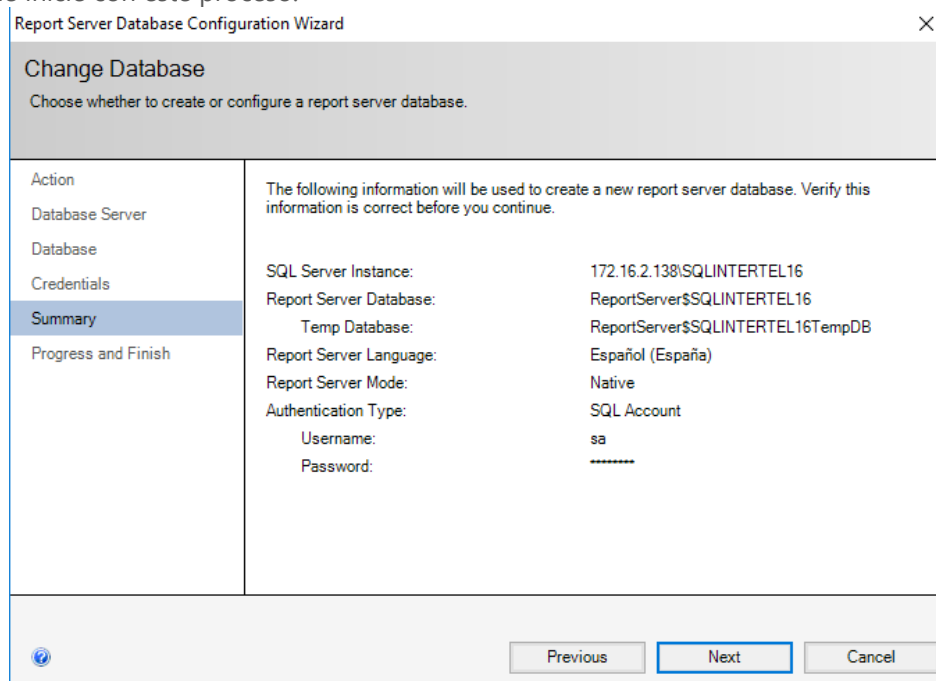 inicio con este proceso.
Report Server Database Configuration Wizard
Change Database
Choose whether to create or configure a report server database.
Action
Database Server
Database
Credentials
Summary
Progress and Finish
The following information will be used to create a new report server database. Verify this
information is correct before you continue.
SQL Server Instance: 172.16.2.138\SQLINTERTEL16
Report Server Database: ReportServer$SQLINTERTEL16
Temp Database: ReportServer$SQLINTERTEL16TempDB
Report Server Language: Español (España)
Report Server Mode: Native
Authentication Type: SQL Account
Username: sa
Password: ********
Previous Next Cancel